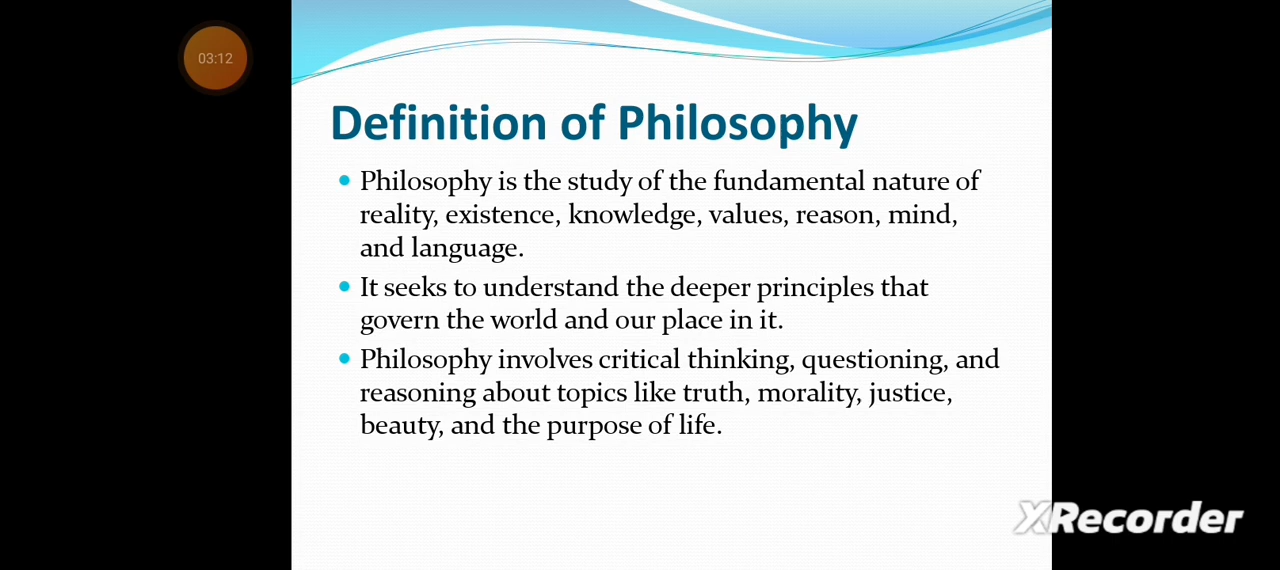 03:12
Definition of Philosophy
Philosophy is the study of the fundamental nature of
reality, existence, knowledge, values, reason, mind,
and language.
It seeks to understand the deeper principles that
govern the world and our place in it.
Philosophy involves critical thinking, questioning, and
reasoning about topics like truth, morality, justice,
beauty, and the purpose of life.
XRecorder